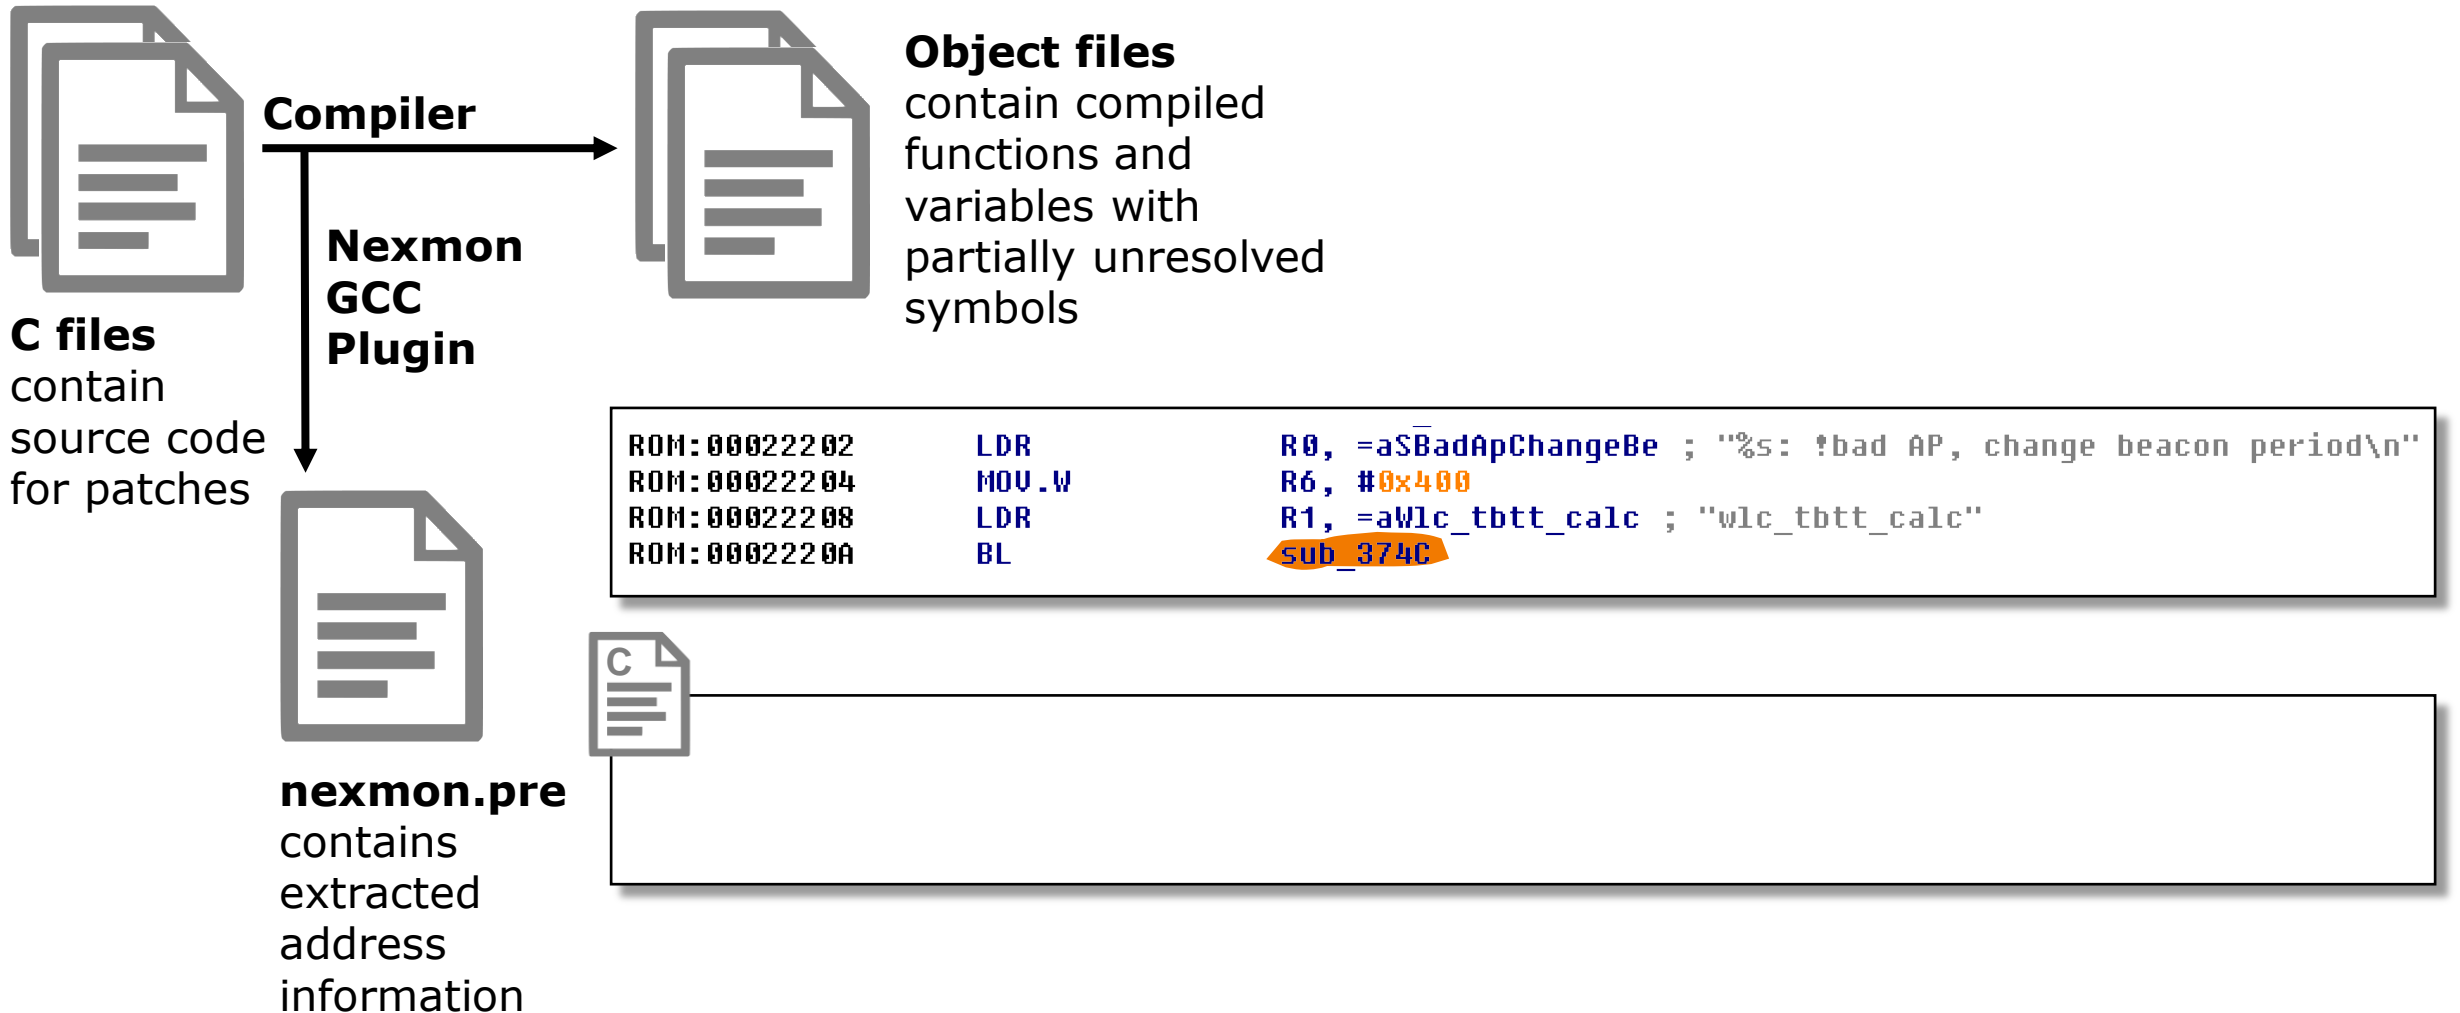 Compiler
Nexmon
GCC
Plugin
C files
contain
source code
for patches
Object files
contain compiled
functions and
variables with
partially unresolved
symbols
nexmon.pre
contains
extracted
address
information
ROM:00022202 LDR R0, =aSBadApChangeBe ; "%s: !bad AP, change beacon period\n"
ROM:00022204 MOV.W R6, #0x400
ROM:00022208 LDR R1, =aWlc_tbtt_calc ; "wlc_tbtt_calc"
ROM:0002220A BL sub_374C
C